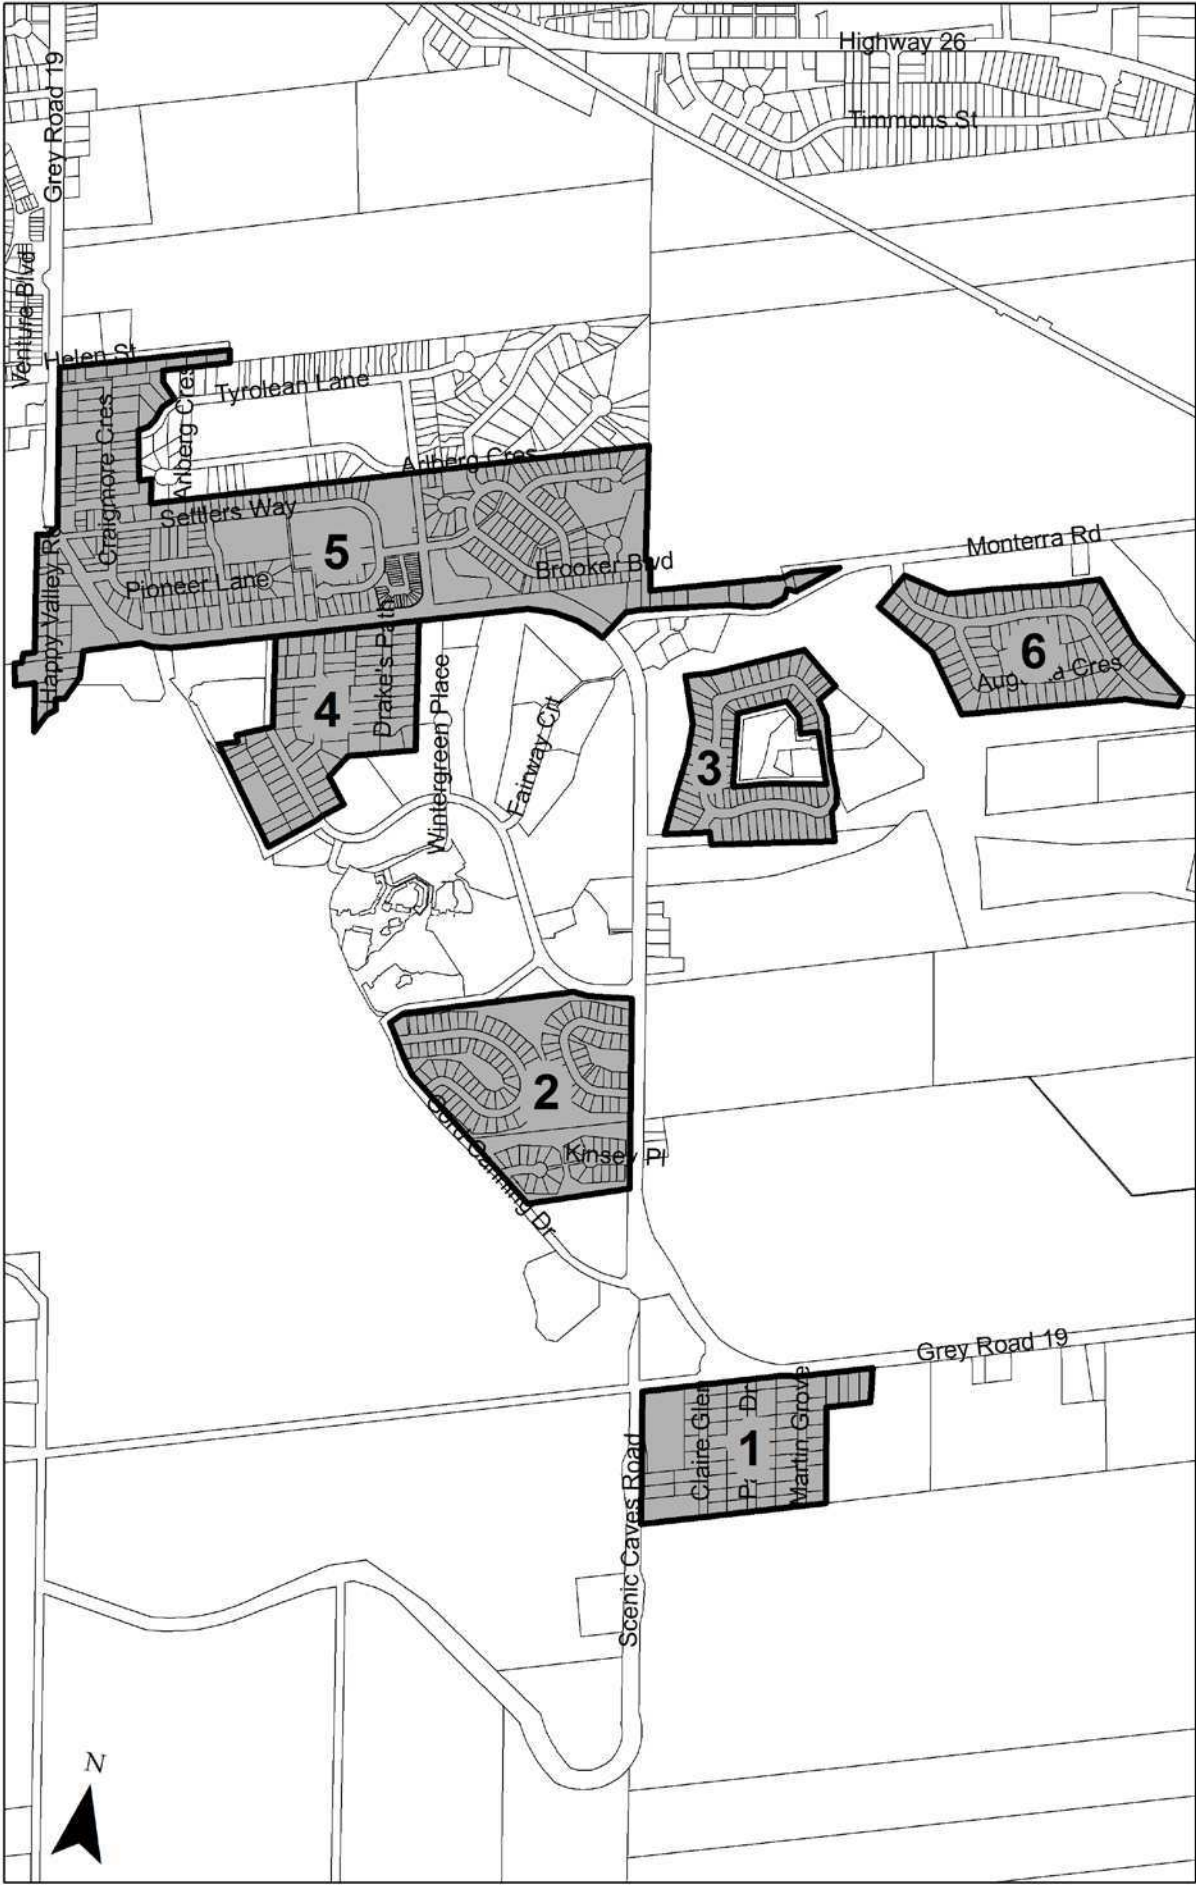 Highway 26
Grey Road 19
Timmons St
Venture Blvd
Helen St
Tyrolean Lane
Arlberg Cres
Craigmore Cres
Arlberg Cres
Settlers Way
5
Happy Valley Rd
Pioneer Lane
Brooker Blvd
Monterra Rd
Drake's Path
4
Wintergreen Place
Fairway Crt
6
3
2
Kinsey Pl
Grey Road 19
Claire Glen
1
Martin Grove
Scenic Caves Road
N